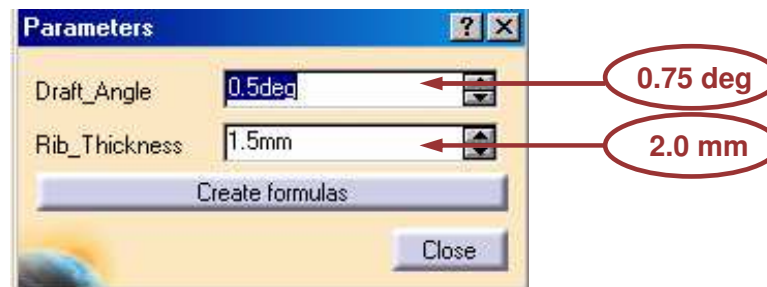 Parameters
Draft_Angle 0.5deg 0.75 deg
Rib_Thickness 1.5mm 2.0 mm
Create formulas
Close